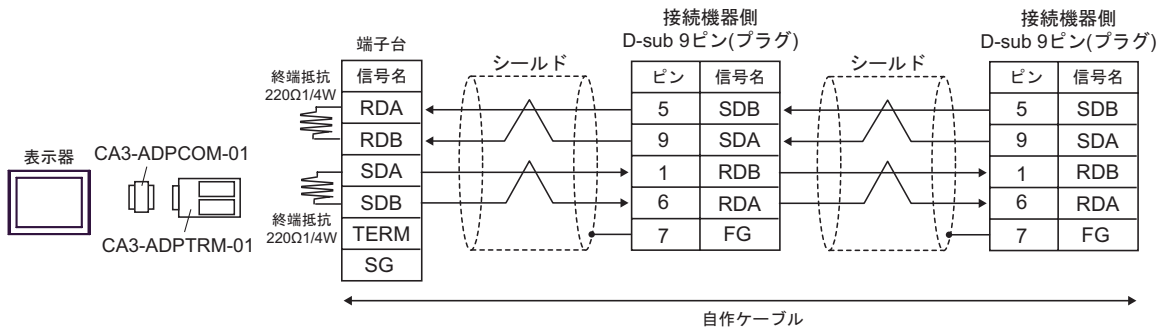 接続機器側
D-sub 9ピン(プラグ)
接続機器側
D-sub 9ピン(プラグ)
端子台
シールド
シールド
終端抵抗
220Ω1/4W
信号名
ピン 信号名
ピン 信号名
RDA
5 SDB
5 SDB
RDB
9 SDA
9 SDA
表示器
CA3-ADPCOM-01
SDA
1 RDB
1 RDB
SDB
6 RDA
6 RDA
終端抵抗
220Ω1/4W
TERM
7 FG
7 FG
CA3-ADPTRM-01
SG
自作ケーブル